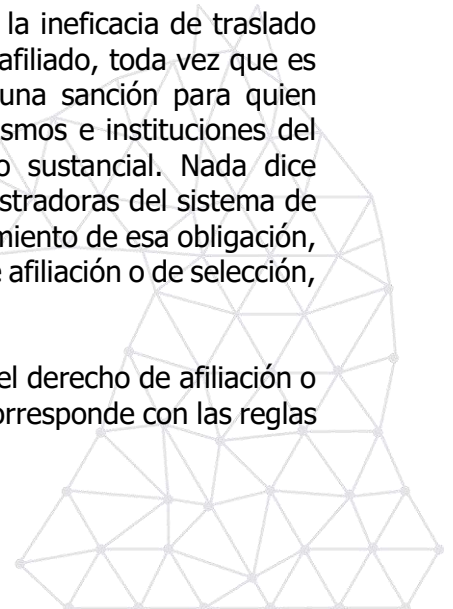 la ineficacia de traslado
afiliado, toda vez que es
una sanción para quien
smos e instituciones del
o sustancial. Nada dice
stradoras del sistema de
miento de esa obligación,
e afiliación o de selección,
el derecho de afiliación o
orresponde con las reglas